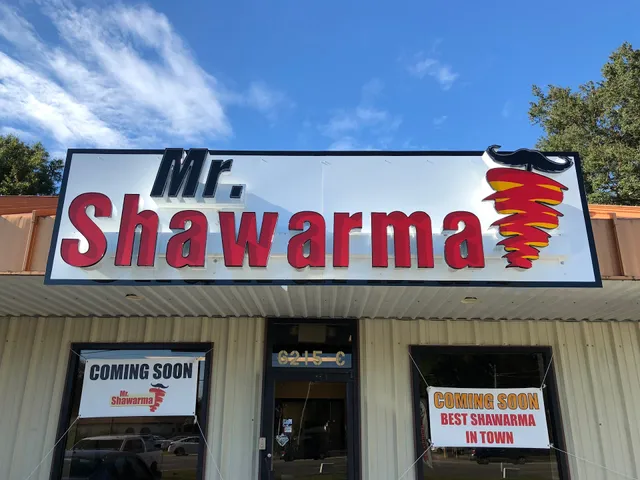 Mr.
Shawarma
6215 C
COMING SOON
Mr.
Shawarma
COMING SOON
BEST SHAWARMA
IN TOWN